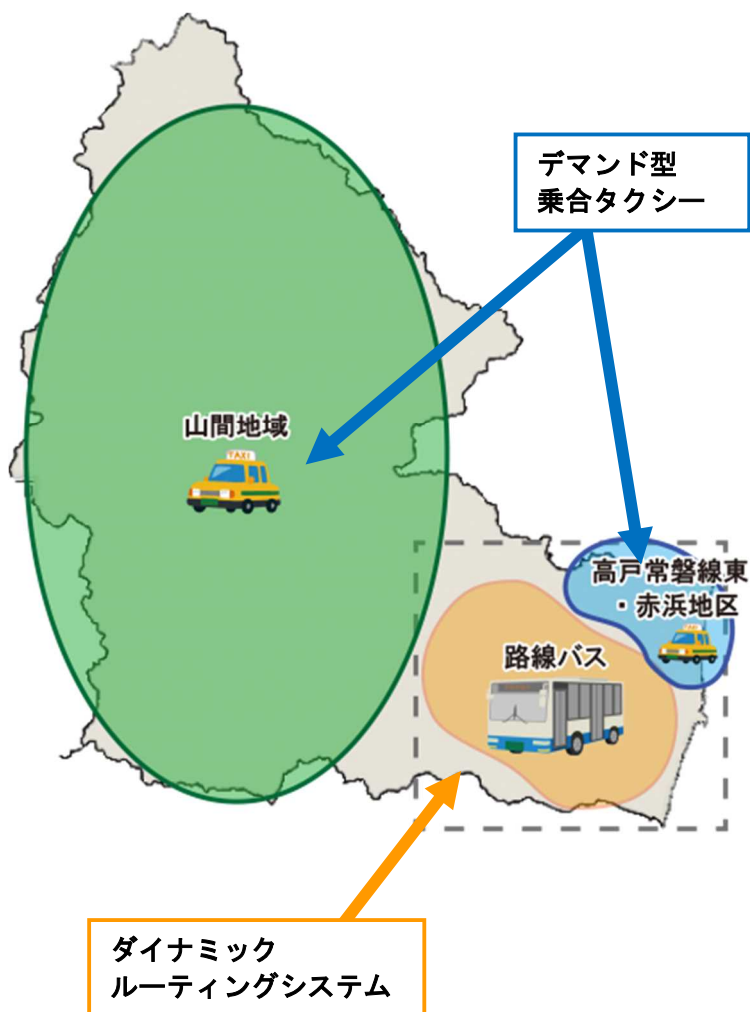 デマンド型
乗合タクシー
山間地域
TAXI
高戸常磐線東
・赤浜地区
TAXI
路線バス
ダイナミック
ルーティングシステム